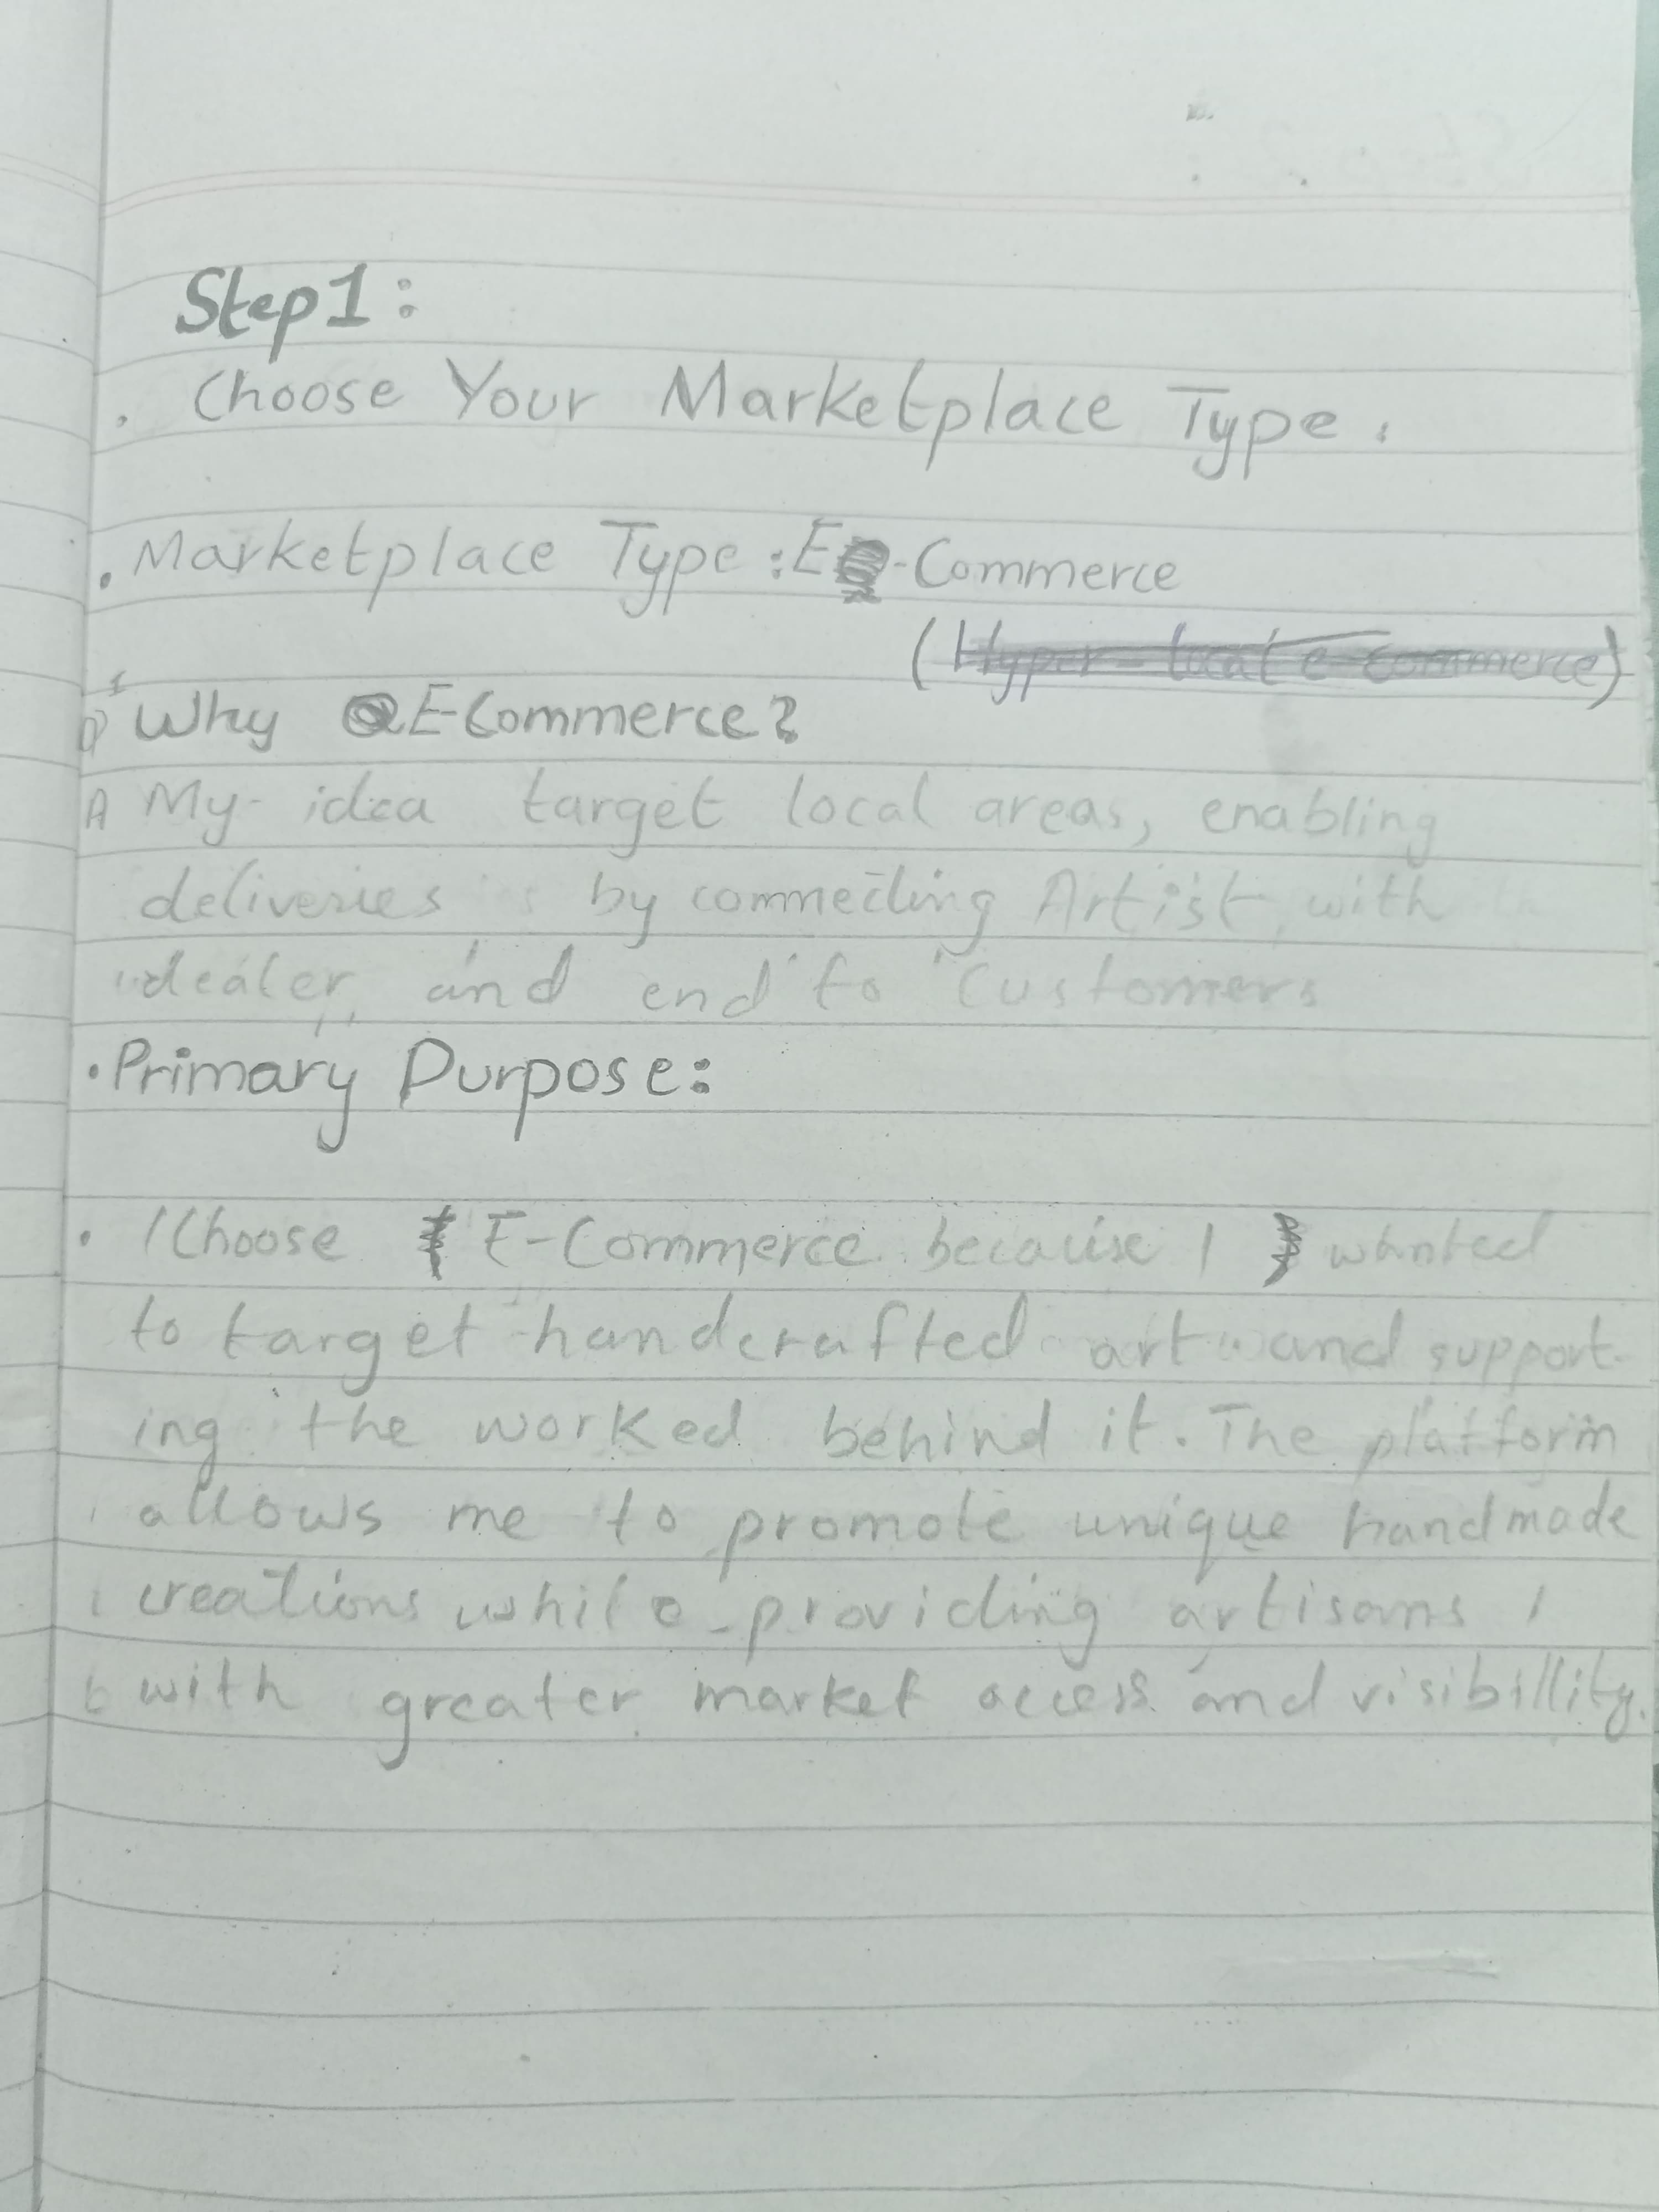 Step1:
. Choose Your Marketplace Type.
. Marketplace Type : E-Commerce
(Hyper-local e-commerce)
Q Why E-Commerce?
A My idea target local areas, enabling
deliveries by connecting Artist with
dealer, and end to Customers
. Primary Purpose:
. I Choose E-Commerce because I wanted
to target handcrafted art and support-
ing the worked behind it. The platform
allows me to promote unique handmade
creations while providing artisans
with greater market access and visibillity.